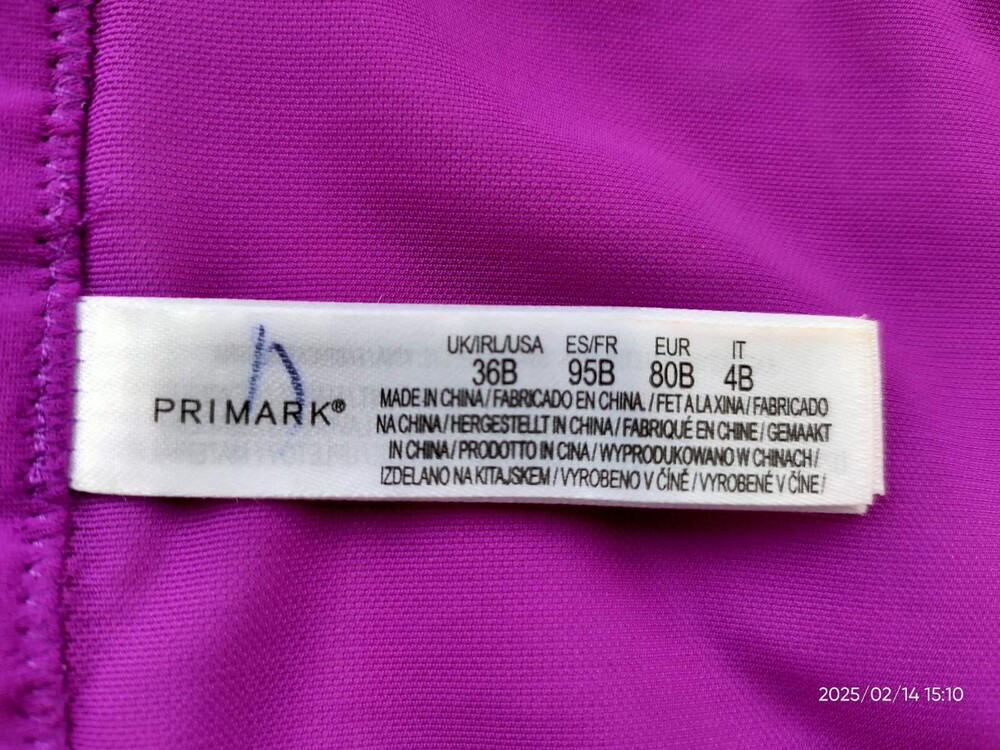 PRIMARK®
UK/IRL/USA ES/FR EUR IT
36B 95B 80B 4B
MADE IN CHINA / FABRICADO EN CHINA. / FET A LA XINA / FABRICADO
NA CHINA / HERGESTELLT IN CHINA / FABRIQUÉ EN CHINE / GEMAAKT
IN CHINA / PRODOTTO IN CINA / WYPRODUKOWANO W CHINACH /
IZDELANO NA KITAJSKEM / VYROBENO V ČÍNĚ / VYROBENÉ V ČÍNE /
2025/02/14 15:10